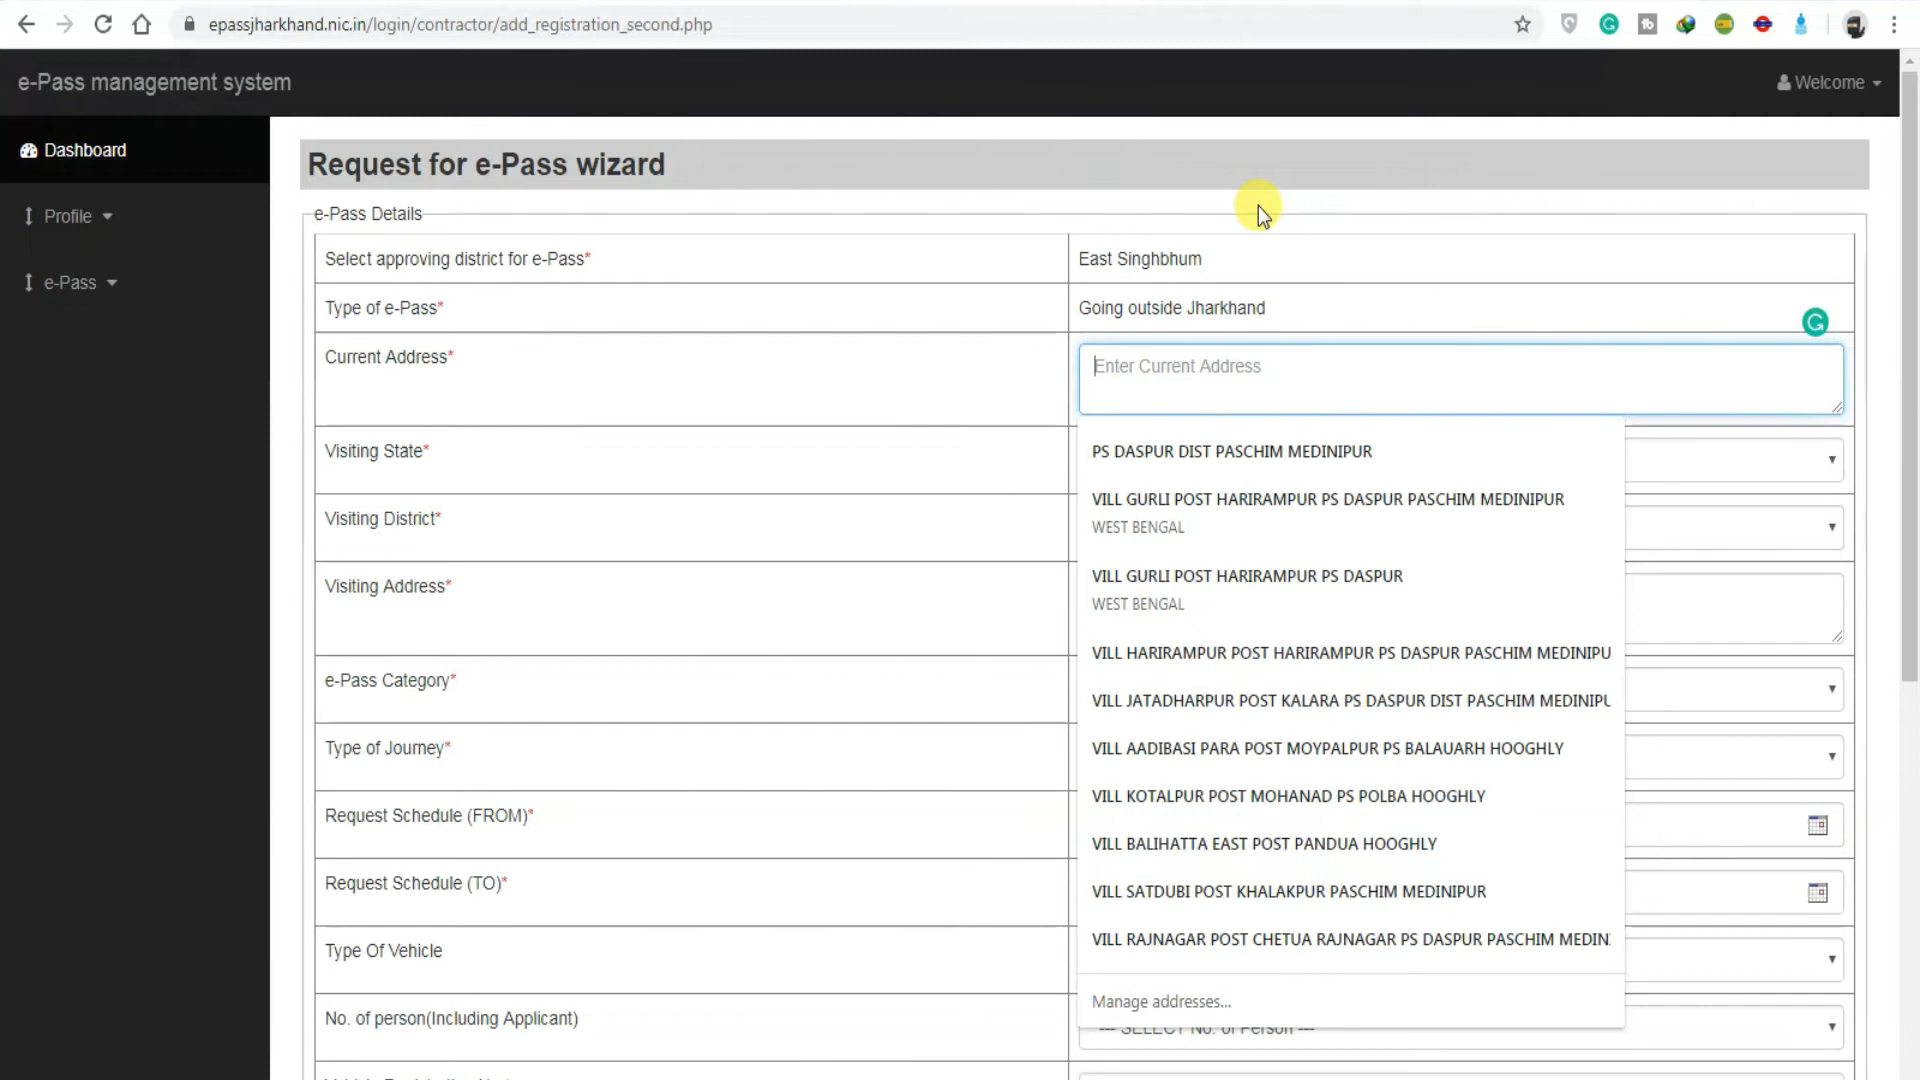 epassjharkhand.nic.in/login/contractor/add_registration_second.php
e-Pass management system
Welcome
Dashboard
Profile
e-Pass
Request for e-Pass wizard
e-Pass Details
Select approving district for e-Pass*
East Singhbhum
Type of e-Pass*
Going outside Jharkhand
Current Address*
Enter Current Address
PS DASPUR DIST PASCHIM MEDINIPUR
Visiting State*
VILL GURLI POST HARIRAMPUR PS DASPUR PASCHIM MEDINIPUR
WEST BENGAL
Visiting District*
VILL GURLI POST HARIRAMPUR PS DASPUR
WEST BENGAL
Visiting Address*
VILL HARIRAMPUR POST HARIRAMPUR PS DASPUR PASCHIM MEDINIPU
e-Pass Category*
VILL JATADHARPUR POST KALARA PS DASPUR DIST PASCHIM MEDINIPU
Type of Journey*
VILL AADIBASI PARA POST MOYPALPUR PS BALAUARH HOOGHLY
VILL KOTALPUR POST MOHANAD PS POLBA HOOGHLY
Request Schedule (FROM)*
VILL BALIHATTA EAST POST PANDUA HOOGHLY
Request Schedule (TO)*
VILL SATDUBI POST KHALAKPUR PASCHIM MEDINIPUR
Type Of Vehicle
VILL RAJNAGAR POST CHETUA RAJNAGAR PS DASPUR PASCHIM MEDIN
Manage addresses...
No. of person(Including Applicant)
--- SELECT No. of Person ---